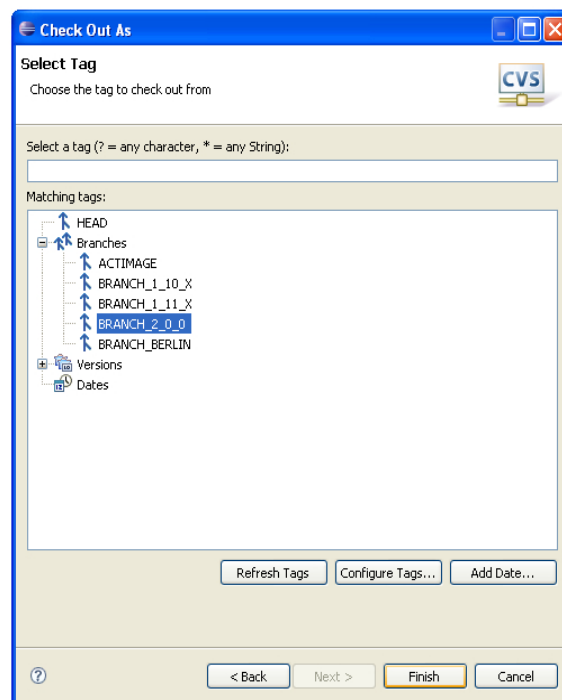 Check Out As
Select Tag
Choose the tag to check out from
CVS
Select a tag (? = any character, * = any String):
Matching tags:
HEAD
Branches
ACTIMAGE
BRANCH_1_10_X
BRANCH_1_11_X
BRANCH_2_0_0
BRANCH_BERLIN
Versions
Dates
Refresh Tags Configure Tags... Add Date...
? < Back Next > Finish Cancel